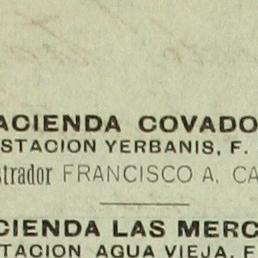 ACIENDA COVADO
STACION YERBANIS, F.
strador FRANCISCO A. CA
CIENDA LAS MERC
TACION AGUA VIEJA, F